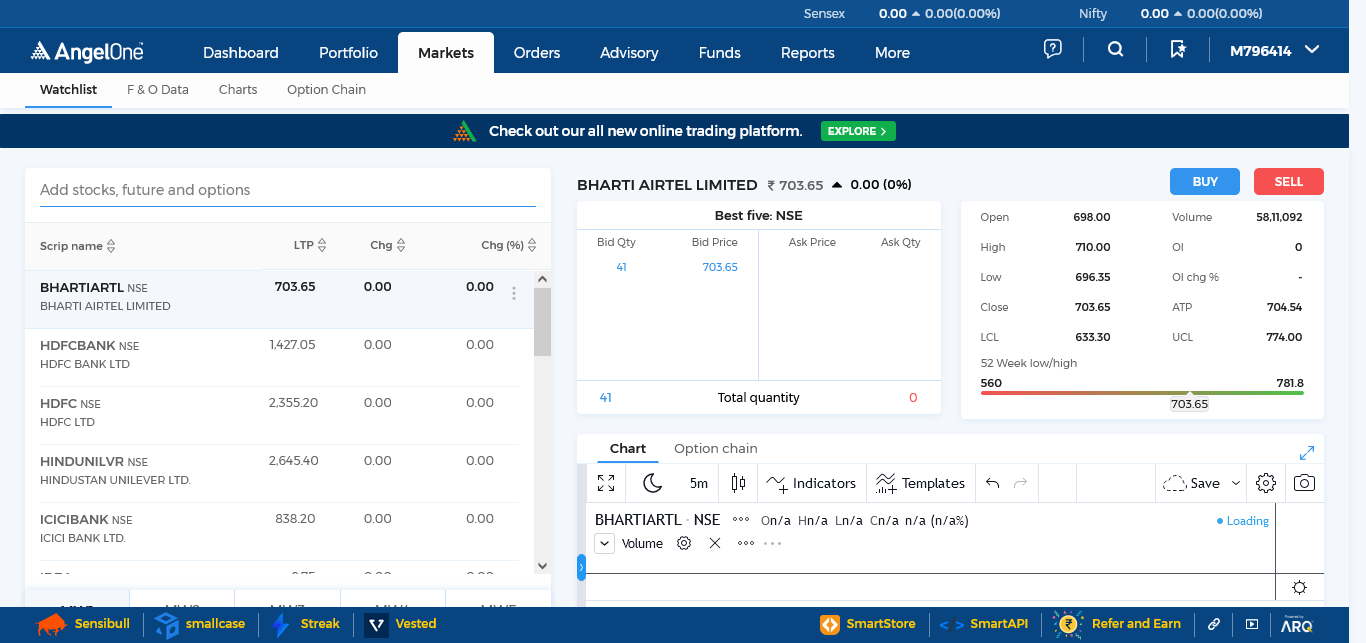 Sensex 0.00 0.00(0.00%) Nifty 0.00 0.00(0.00%)
AngelOne Dashboard Portfolio Markets Orders Advisory Funds Reports More M796414
Watchlist F & O Data Charts Option Chain
Check out our all new online trading platform. EXPLORE >
Add stocks, future and options
Scrip name LTP Chg Chg (%)
BHARTIARTL NSE 703.65 0.00 0.00
BHARTI AIRTEL LIMITED
HDFCBANK NSE 1,427.05 0.00 0.00
HDFC BANK LTD
HDFC NSE 2,355.20 0.00 0.00
HDFC LTD
HINDUNILVR NSE 2,645.40 0.00 0.00
HINDUSTAN UNILEVER LTD.
ICICIBANK NSE 838.20 0.00 0.00
ICICI BANK LTD.
BHARTI AIRTEL LIMITED ₹ 703.65 0.00 (0%) BUY SELL
Best five: NSE
Bid Qty Bid Price Ask Price Ask Qty
41 703.65
41 Total quantity 0
Open 698.00 Volume 58,11,092
High 710.00 OI 0
Low 696.35 OI chg % -
Close 703.65 ATP 704.54
LCL 633.30 UCL 774.00
52 Week low/high
560 781.8
703.65
Chart Option chain
5m Indicators Templates Save
BHARTIARTL · NSE On/a Hn/a Ln/a Cn/a n/a (n/a%) Loading
Volume
Sensibull smallcase Streak Vested SmartStore <> SmartAPI Refer and Earn ARQ